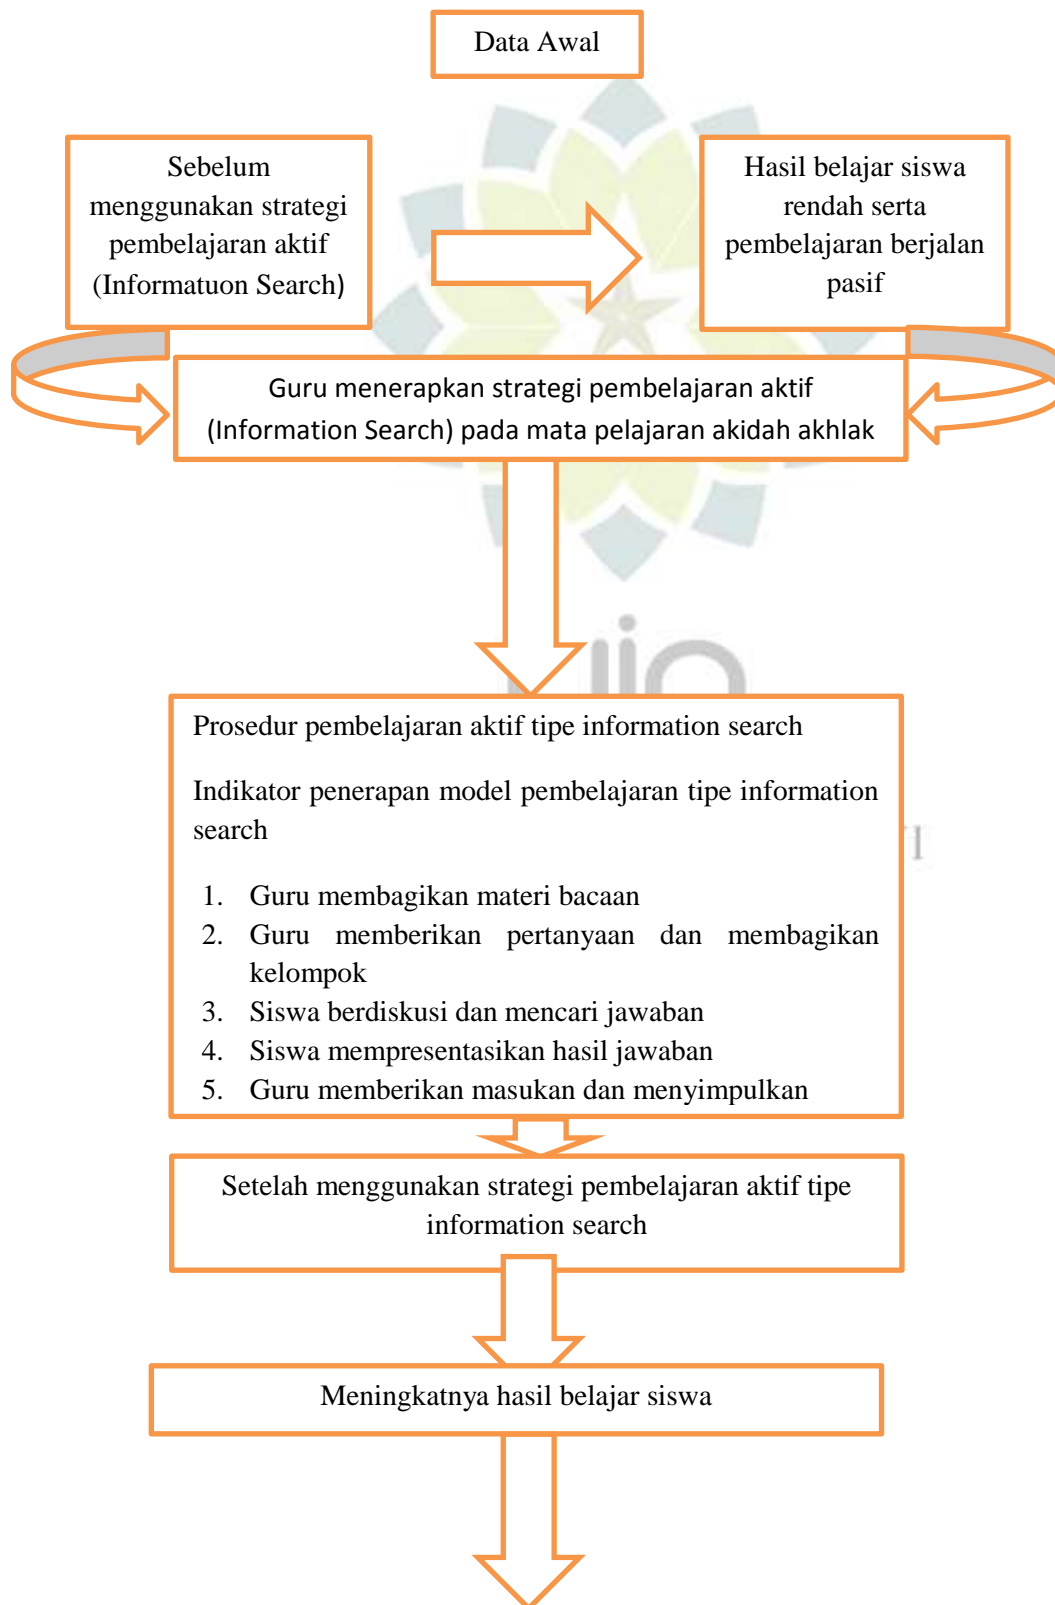 Data Awal
Sebelum
menggunakan strategi
pembelajaran aktif
(Informatuon Search)
Hasil belajar siswa
rendah serta
pembelajaran berjalan
pasif
Guru menerapkan strategi pembelajaran aktif
(Information Search) pada mata pelajaran akidah akhlak
Prosedur pembelajaran aktif tipe information search
Indikator penerapan model pembelajaran tipe information
search
1. Guru membagikan materi bacaan
2. Guru memberikan pertanyaan dan membagikan
kelompok
3. Siswa berdiskusi dan mencari jawaban
4. Siswa mempresentasikan hasil jawaban
5. Guru memberikan masukan dan menyimpulkan
Setelah menggunakan strategi pembelajaran aktif tipe
information search
Meningkatnya hasil belajar siswa